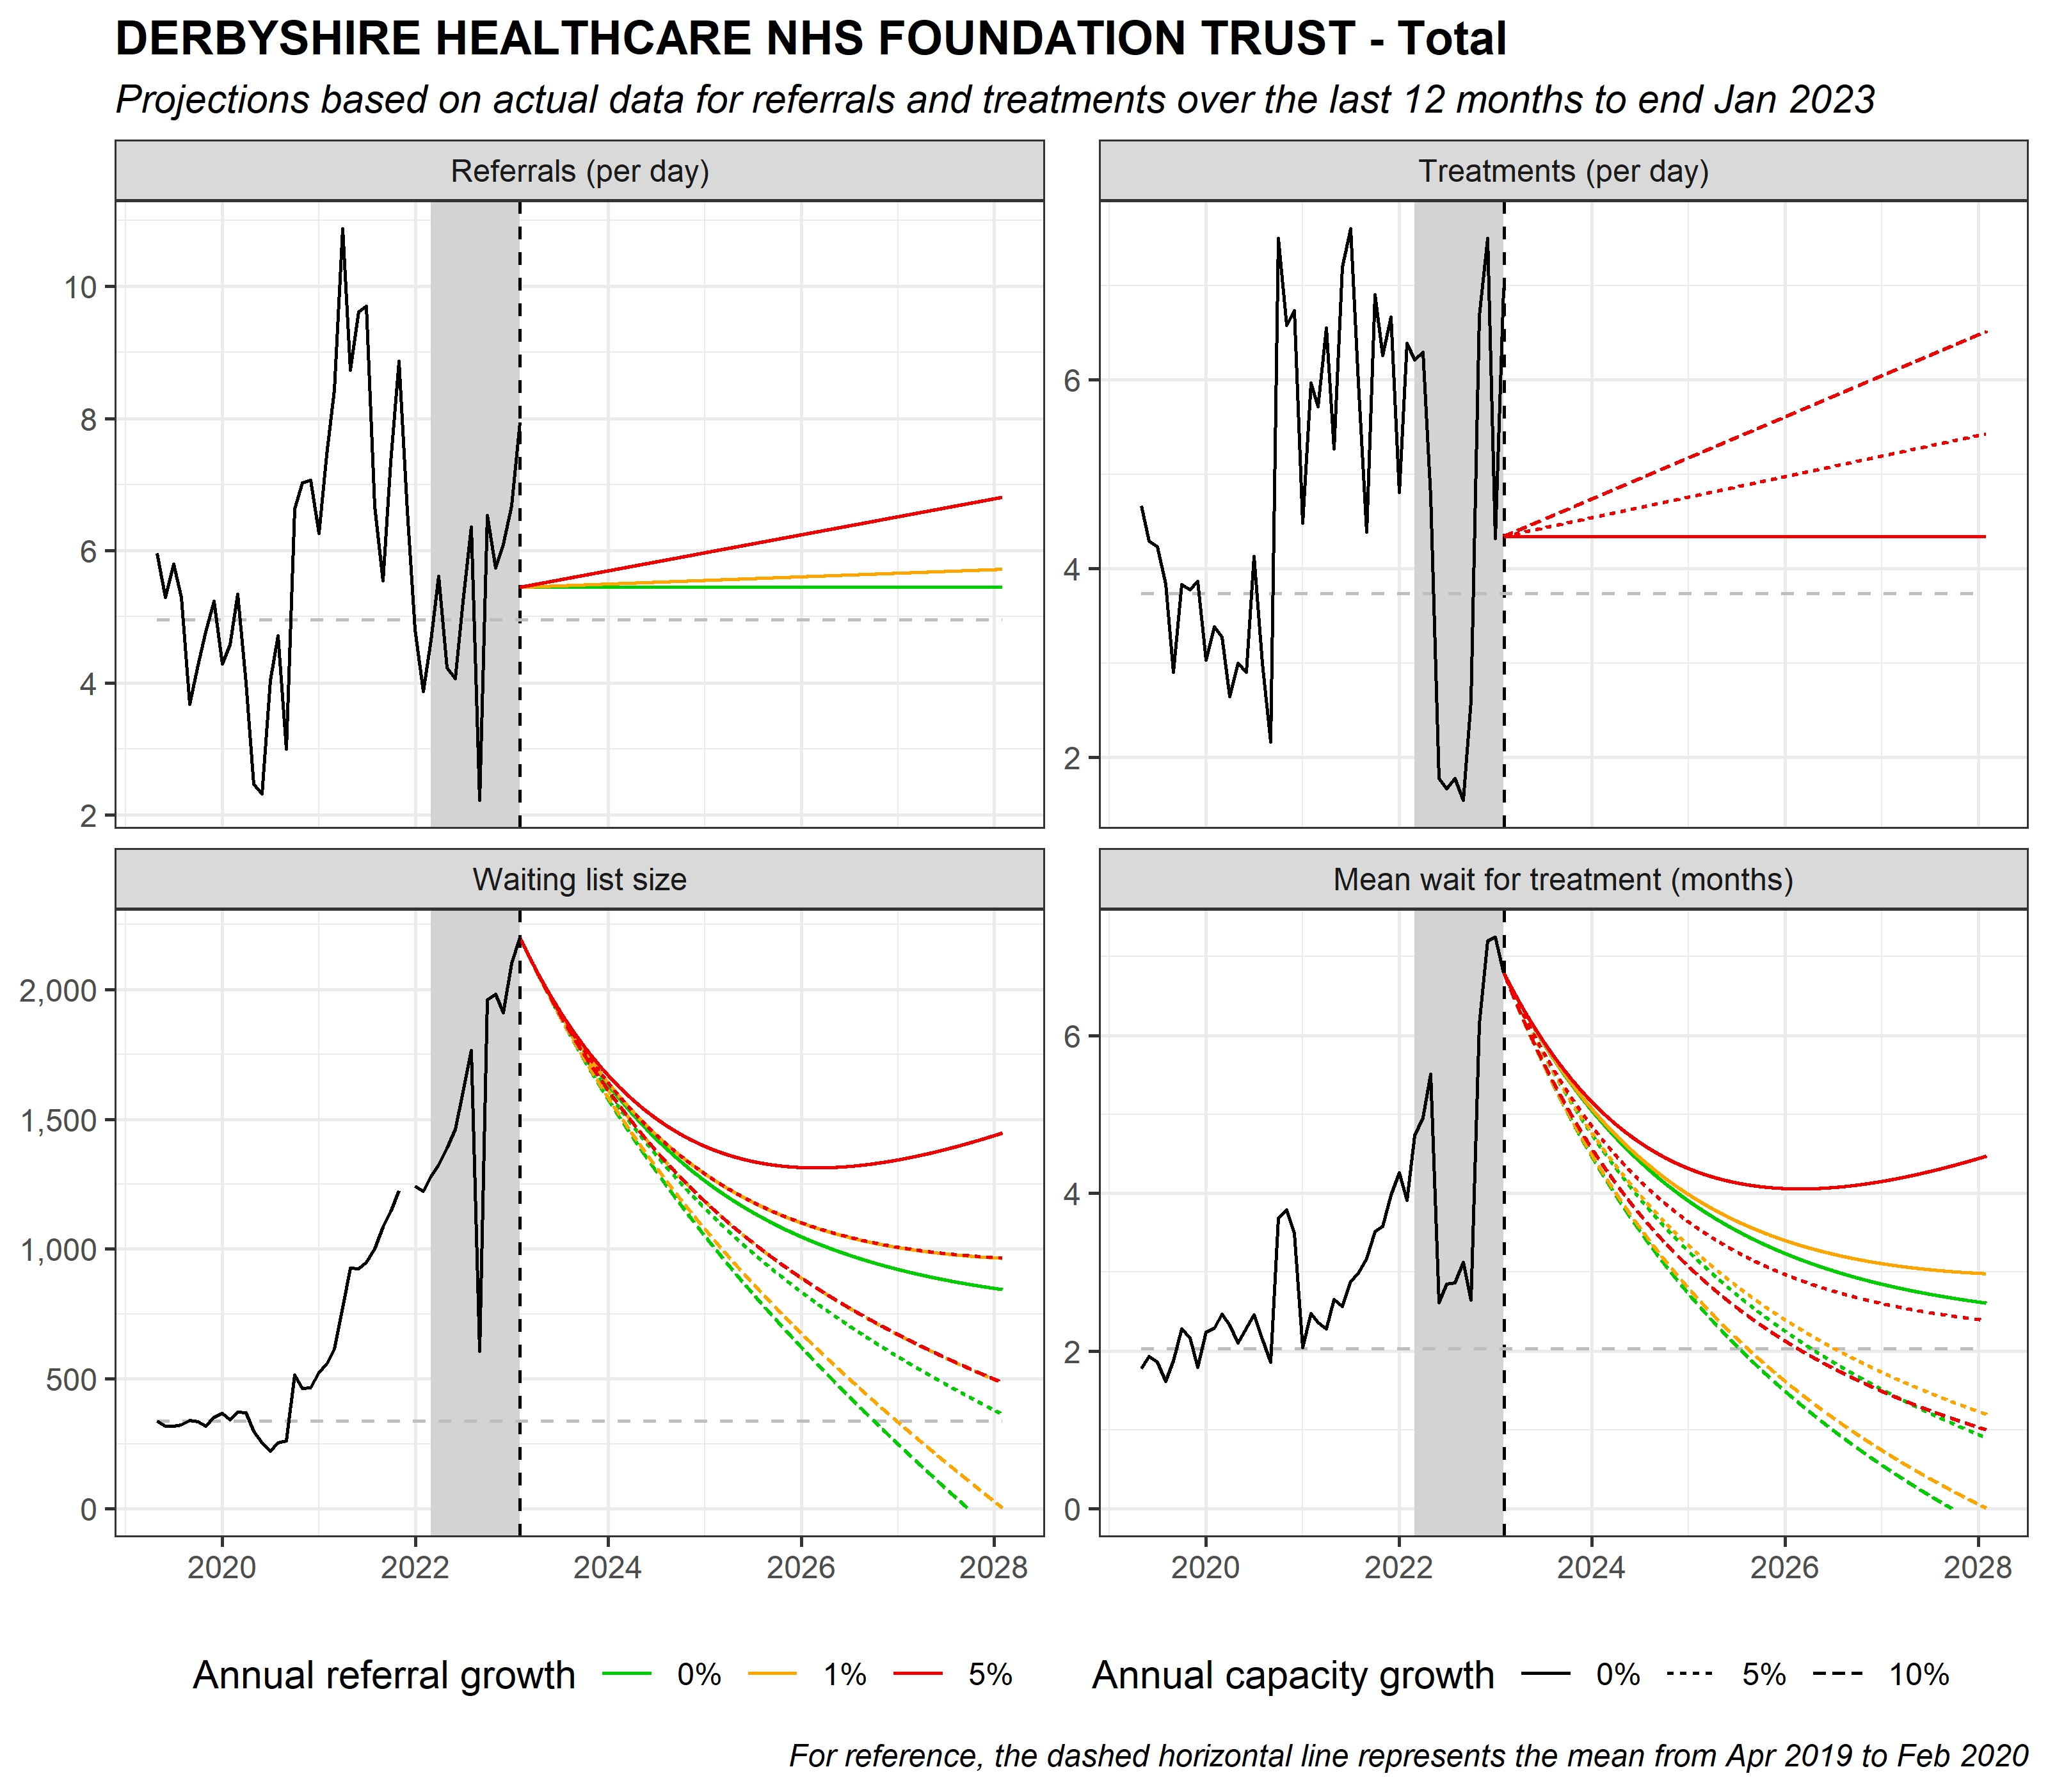 DERBYSHIRE HEALTHCARE NHS FOUNDATION TRUST - Total
Projections based on actual data for referrals and treatments over the last 12 months to end Jan 2023
Referrals (per day)
10
8
6
4
2
Treatments (per day)
6
4
2
Waiting list size
2,000
1,500
1,000
500
0
2020 2022 2024 2026 2028
Mean wait for treatment (months)
6
4
2
0
2020 2022 2024 2026 2028
Annual referral growth 0% 1% 5%
Annual capacity growth 0% 5% 10%
For reference, the dashed horizontal line represents the mean from Apr 2019 to Feb 2020